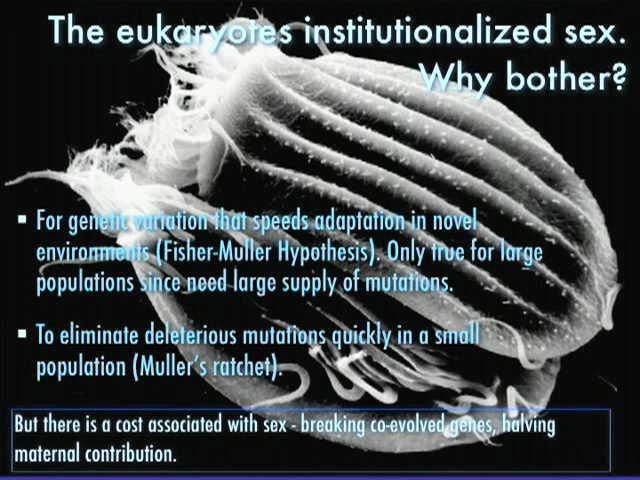 The eukaryotes institutionalized sex.
Why bother?
▪ For genetic variation that speeds adaptation in novel
environments (Fisher-Muller Hypothesis). Only true for large
populations since need large supply of mutations.
▪ To eliminate deleterious mutations quickly in a small
population (Muller's ratchet).
But there is a cost associated with sex - breaking co-evolved genes, halving
maternal contribution.